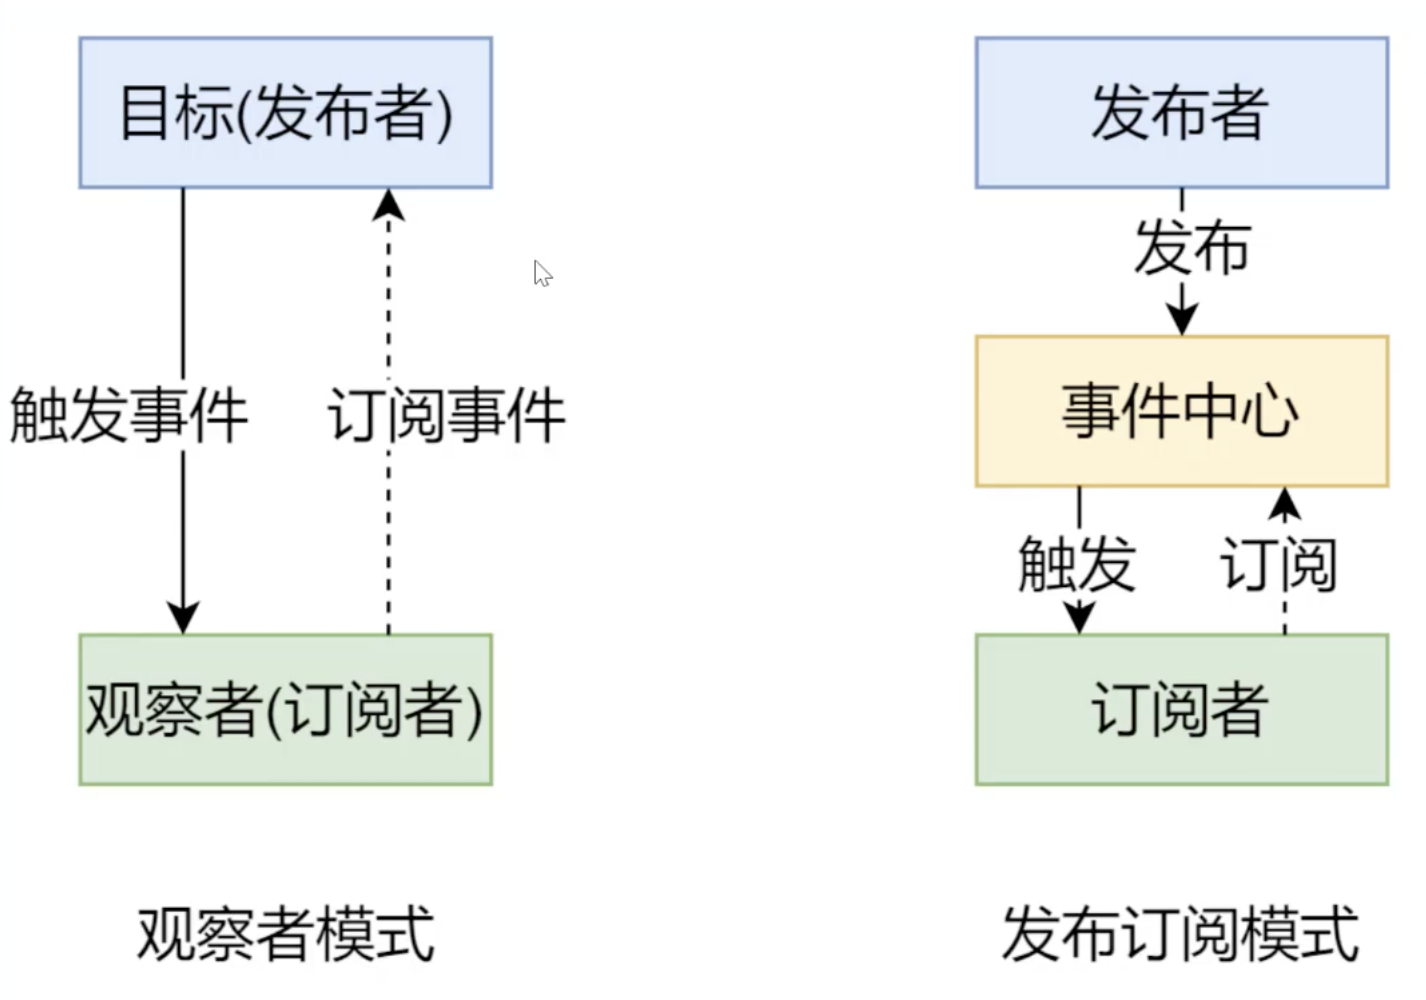 目标(发布者)
触发事件
订阅事件
观察者(订阅者)
观察者模式
发布者
发布
事件中心
触发
订阅
订阅者
发布订阅模式